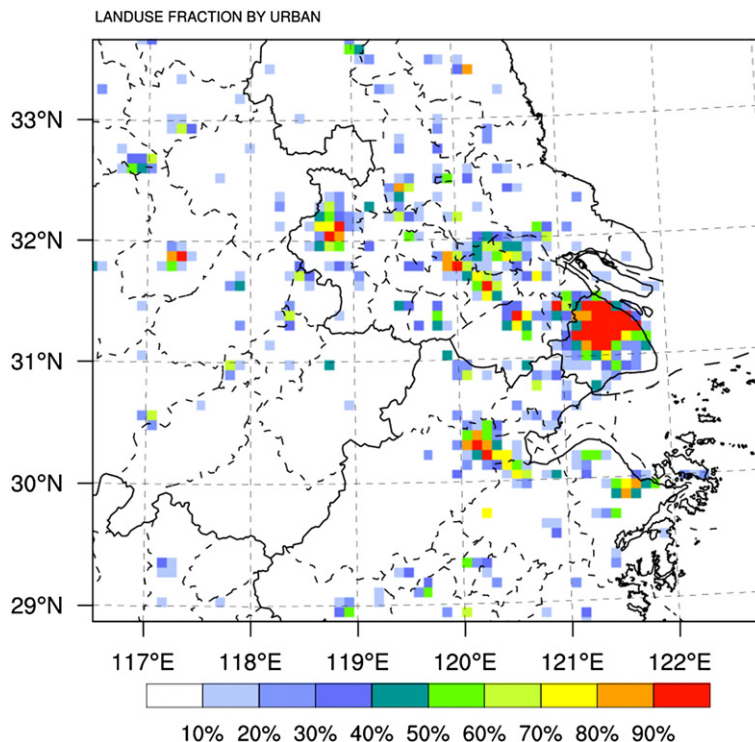 LANDUSE FRACTION BY URBAN
33°N
32°N
31°N
30°N
29°N
117°E 118°E 119°E 120°E 121°E 122°E
10% 20% 30% 40% 50% 60% 70% 80% 90%